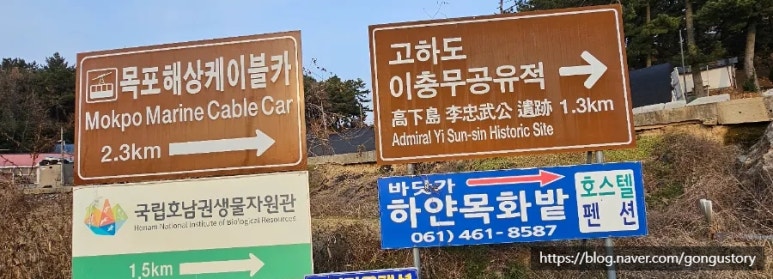 목포해상케이블카
Mokpo Marine Cable Car
2.3km
고하도
이충무공유적
高下島 李忠武公 遺跡 1.3km
Admiral Yi Sun-sin Historic Site
국립호남권생물자원관
Honam National Institute of Biological Resources
1.5km
바닷가
하얀목화밭
호스텔
펜션
061) 461-8587
https://blog.naver.com/gongustory